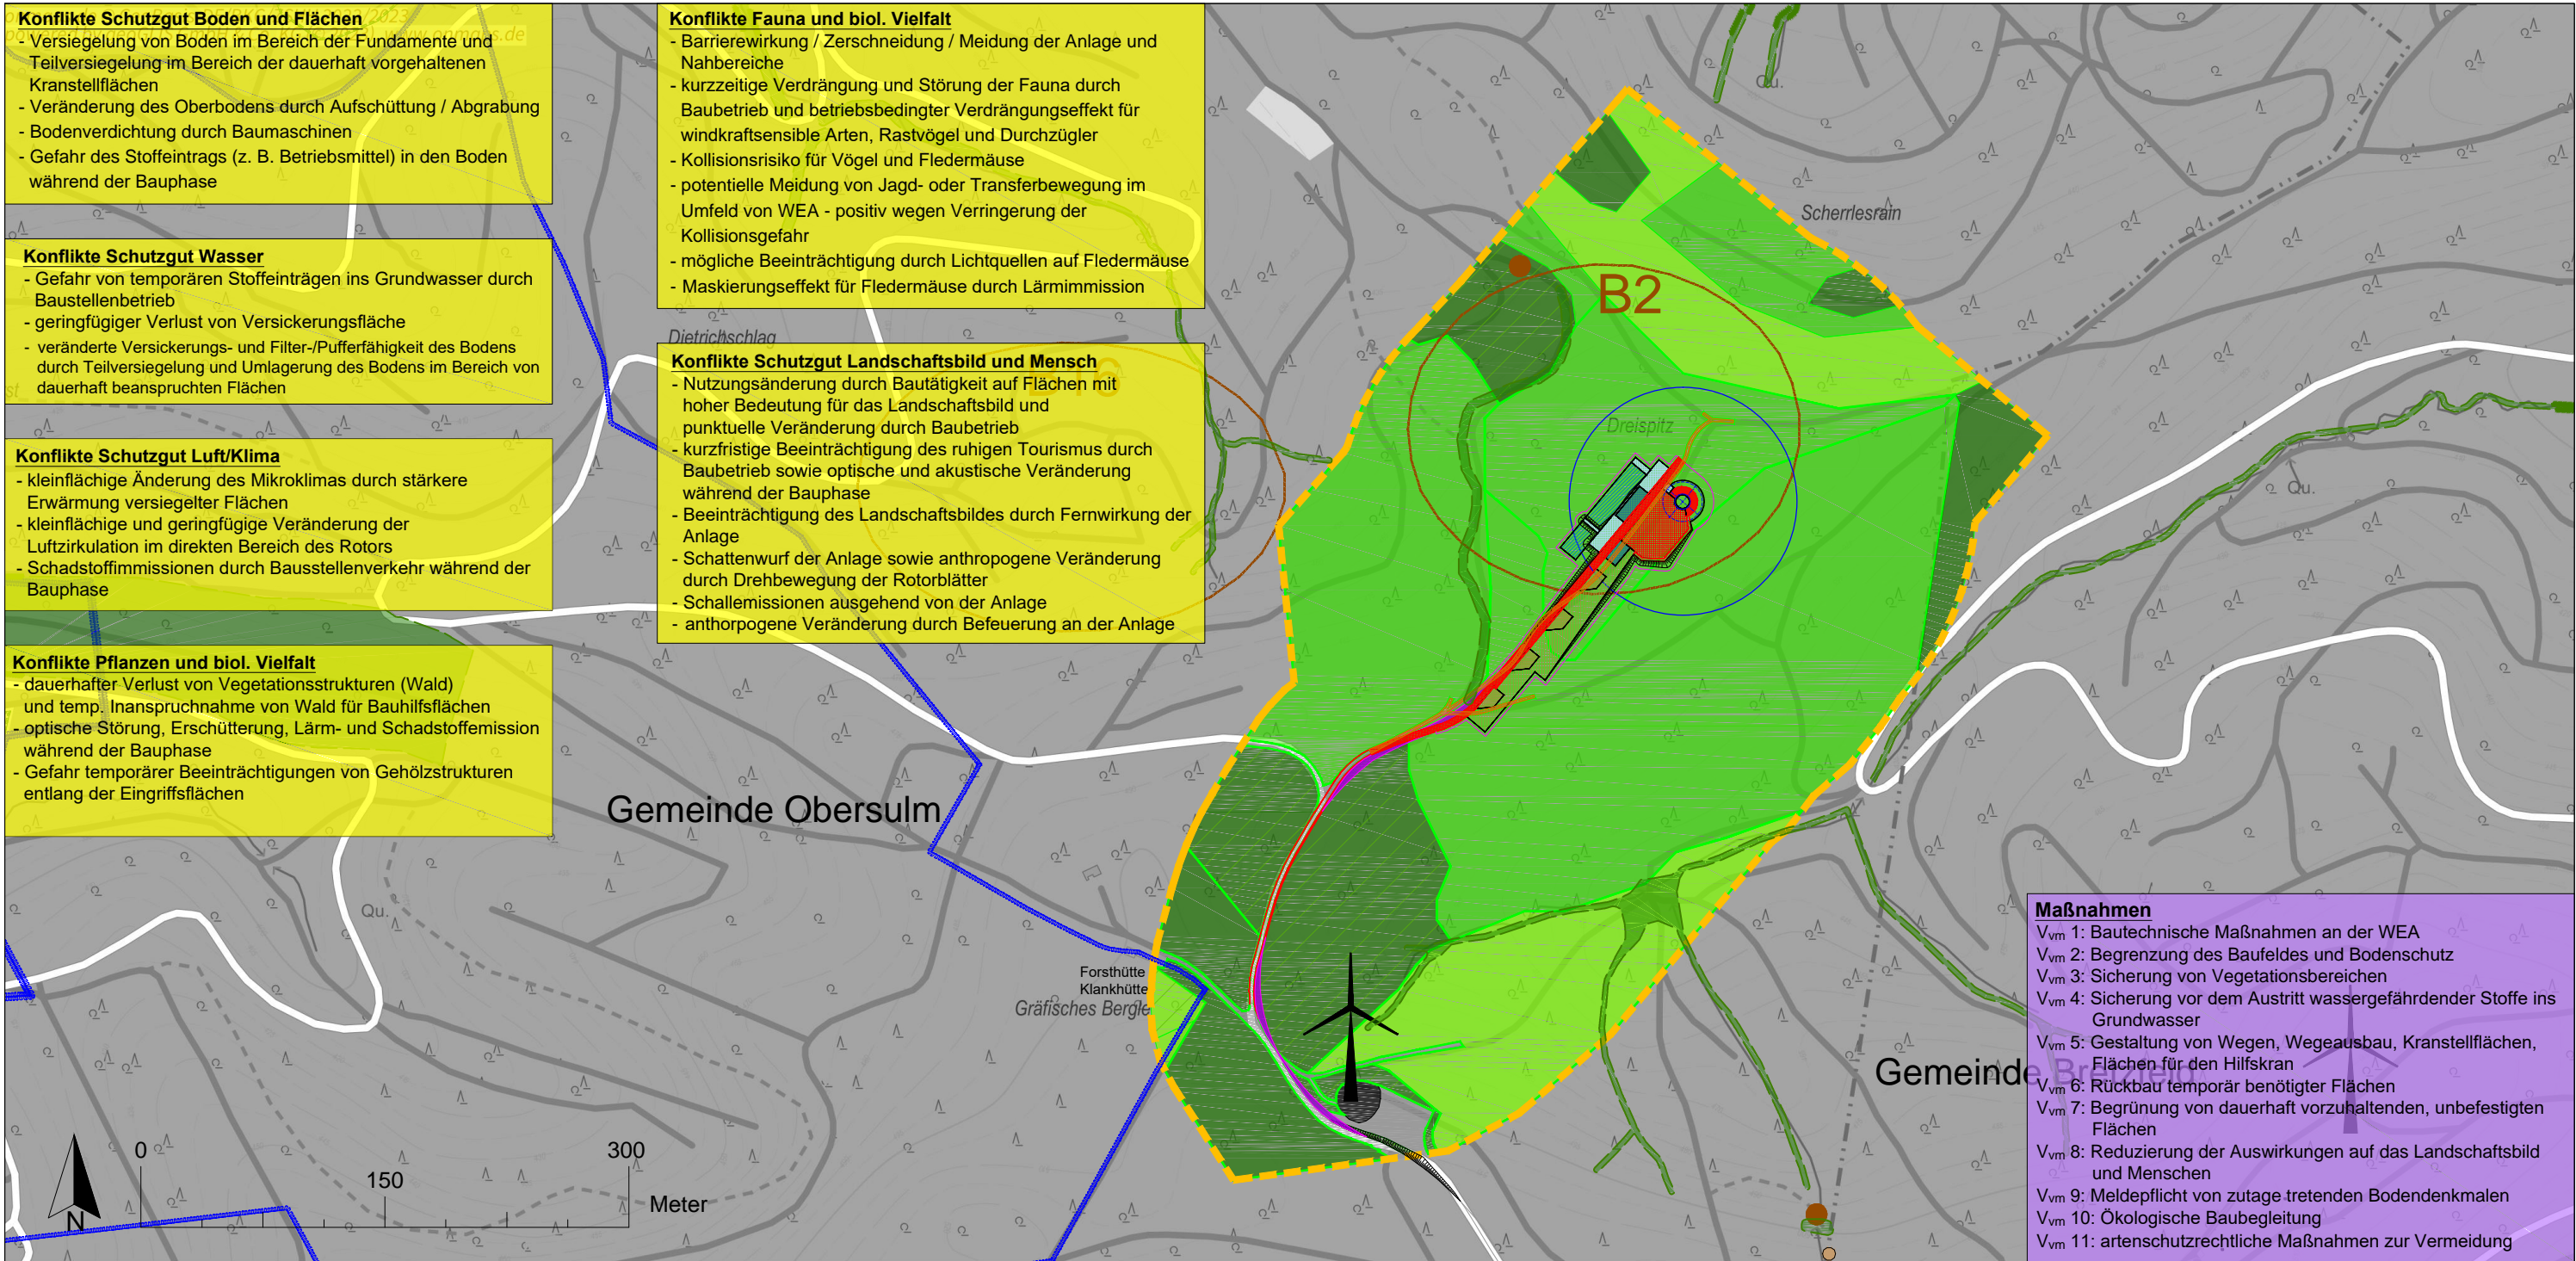 Konflikte Schutzgut Boden und Flächen
- Versiegelung von Boden im Bereich der Fundamente und
Teilversiegelung im Bereich der dauerhaft vorgehaltenen
Kranstellflächen
- Veränderung des Oberbodens durch Aufschüttung / Abgrabung
- Bodenverdichtung durch Baumaschinen
- Gefahr des Stoffeintrags (z. B. Betriebsmittel) in den Boden
während der Bauphase
Konflikte Schutzgut Wasser
- Gefahr von temporären Stoffeinträgen ins Grundwasser durch
Baustellenbetrieb
- geringfügiger Verlust von Versickerungsfläche
- veränderte Versickerungs- und Filter-/Pufferfähigkeit des Bodens
durch Teilversiegelung und Umlagerung des Bodens im Bereich von
dauerhaft beanspruchten Flächen
Konflikte Schutzgut Luft/Klima
- kleinflächige Änderung des Mikroklimas durch stärkere
Erwärmung versiegelter Flächen
- kleinflächige und geringfügige Veränderung der
Luftzirkulation im direkten Bereich des Rotors
- Schadstoffimmissionen durch Bausstellenverkehr während der
Bauphase
Konflikte Pflanzen und biol. Vielfalt
- dauerhafter Verlust von Vegetationsstrukturen (Wald)
und temp. Inanspruchnahme von Wald für Bauhilfsflächen
- optische Störung, Erschütterung, Lärm- und Schadstoffemission
während der Bauphase
- Gefahr temporärer Beeinträchtigungen von Gehölzstrukturen
entlang der Eingriffsflächen
Konflikte Fauna und biol. Vielfalt
- Barrierewirkung / Zerschneidung / Meidung der Anlage und
Nahbereiche
- kurzzeitige Verdrängung und Störung der Fauna durch
Baubetrieb und betriebsbedingter Verdrängungseffekt für
windkraftsensible Arten, Rastvögel und Durchzügler
- Kollisionsrisiko für Vögel und Fledermäuse
- potentielle Meidung von Jagd- oder Transferbewegung im
Umfeld von WEA - positiv wegen Verringerung der
Kollisionsgefahr
- mögliche Beeinträchtigung durch Lichtquellen auf Fledermäuse
- Maskierungseffekt für Fledermäuse durch Lärmimmission
Dietrichschlag
Konflikte Schutzgut Landschaftsbild und Mensch
- Nutzungsänderung durch Bautätigkeit auf Flächen mit
hoher Bedeutung für das Landschaftsbild und
punktuelle Veränderung durch Baubetrieb
- kurzfristige Beeinträchtigung des ruhigen Tourismus durch
Baubetrieb sowie optische und akustische Veränderung
während der Bauphase
- Beeinträchtigung des Landschaftsbildes durch Fernwirkung der
Anlage
- Schattenwurf der Anlage sowie anthropogene Veränderung
durch Drehbewegung der Rotorblätter
- Schallemissionen ausgehend von der Anlage
- anthorpogene Veränderung durch Befeuerung an der Anlage
Qu.
Scherrlesrain
B2
Dreispitz
Qu.
Gemeinde Obersulm
Qu.
Forsthütte
Klankhütte
Gräfisches Bergle
Gemeinde Bretzfeld
0
150
300
Meter
N
Maßnahmen
Vvm 1: Bautechnische Maßnahmen an der WEA
Vvm 2: Begrenzung des Baufeldes und Bodenschutz
Vvm 3: Sicherung von Vegetationsbereichen
Vvm 4: Sicherung vor dem Austritt wassergefährdender Stoffe ins
Grundwasser
Vvm 5: Gestaltung von Wegen, Wegeausbau, Kranstellflächen,
Flächen für den Hilfskran
Vvm 6: Rückbau temporär benötigter Flächen
Vvm 7: Begrünung von dauerhaft vorzuhaltenden, unbefestigten
Flächen
Vvm 8: Reduzierung der Auswirkungen auf das Landschaftsbild
und Menschen
Vvm 9: Meldepflicht von zutage tretenden Bodendenkmalen
Vvm 10: Ökologische Baubegleitung
Vvm 11: artenschutzrechtliche Maßnahmen zur Vermeidung